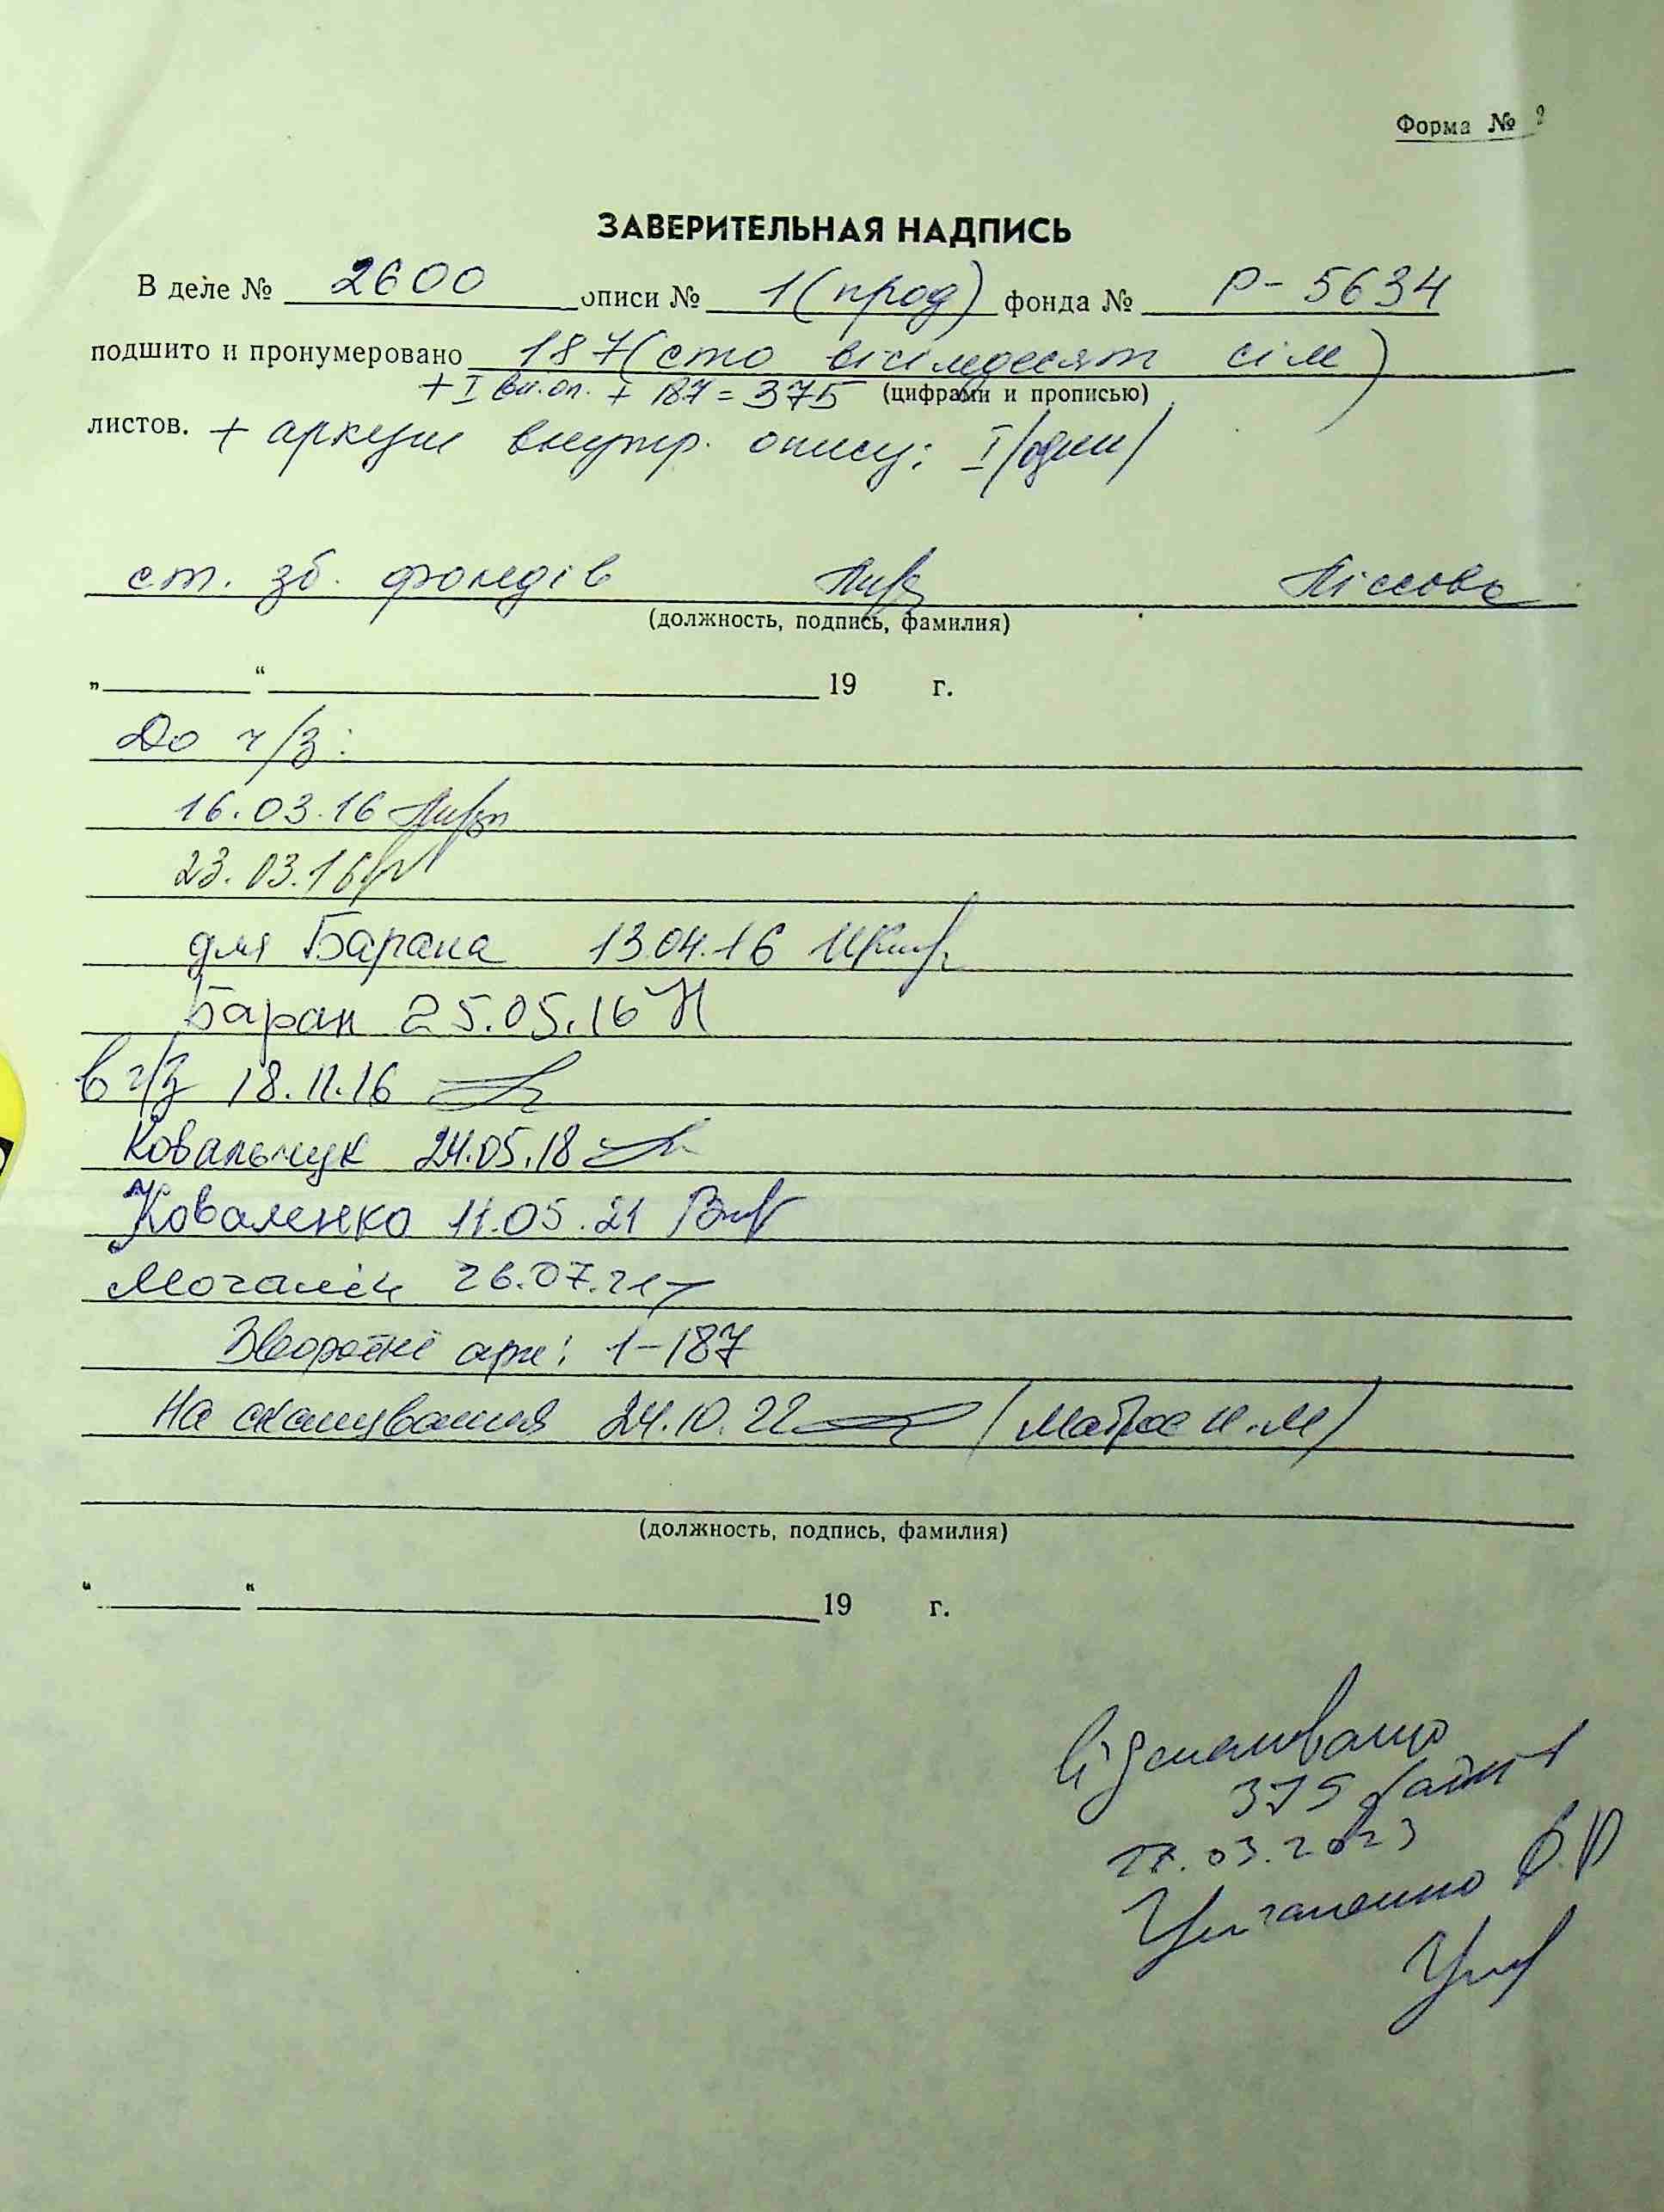 Форма №
ЗАВЕРИТЕЛЬНАЯ НАДПИСЬ
В деле № 2600 описи № 1(прод) фонда № Р-5634
подшито и пронумеровано 187(сто вісімдесят сім)
+ I вн.оп. + 187 = 375 (цифрами и прописью)
листов. + аркуш внутр. опису: I/один/
ст. зб. фондів
(должность, подпись, фамилия)
„ “ 19 г.
До ч/з:
16.03.16
23.03.16
для Барана 13.04.16
Баран 25.05.16
в ч/з 18.11.16
Ковальчук 24.05.18
Коваленко 11.05.21
26.07.21
Зворотні арк: 1-187
На сканування 24.10.22 ( И.М)
(должность, подпись, фамилия)
“ “ 19 г.
Відскановано
375 файлів
17.03.2023